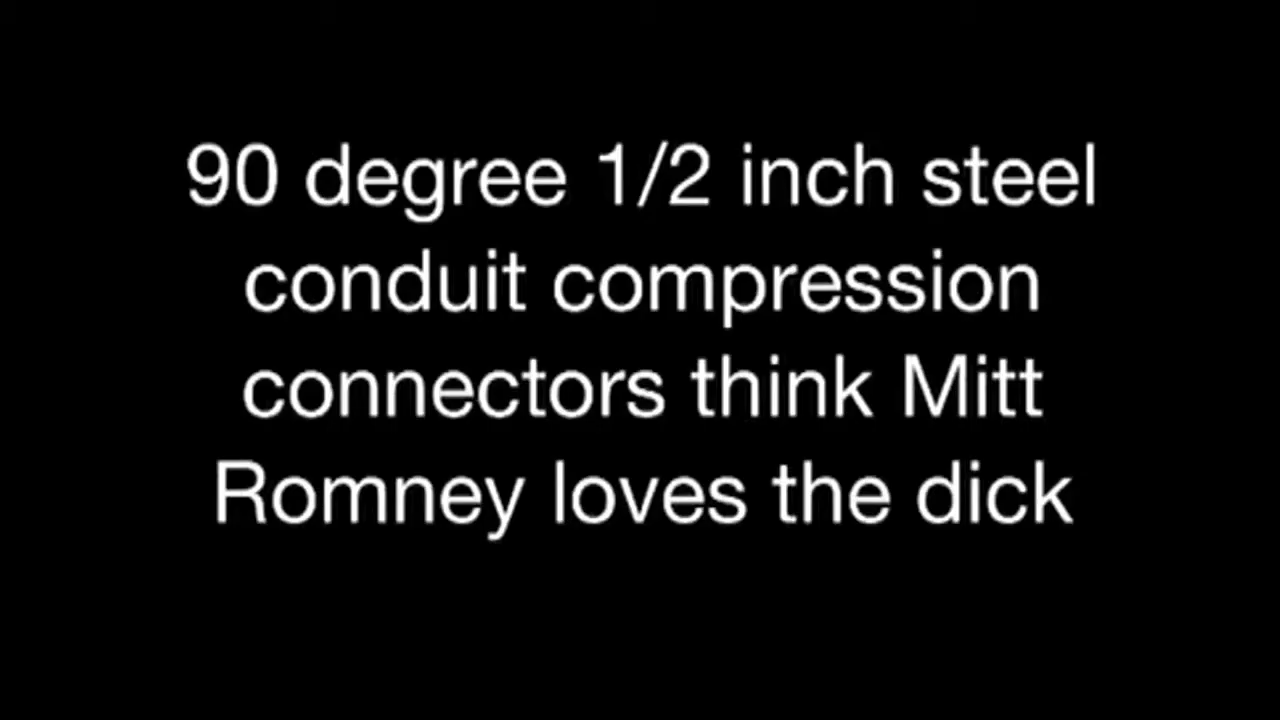 90 degree 1/2 inch steel
conduit compression
connectors think Mitt
Romney loves the dick